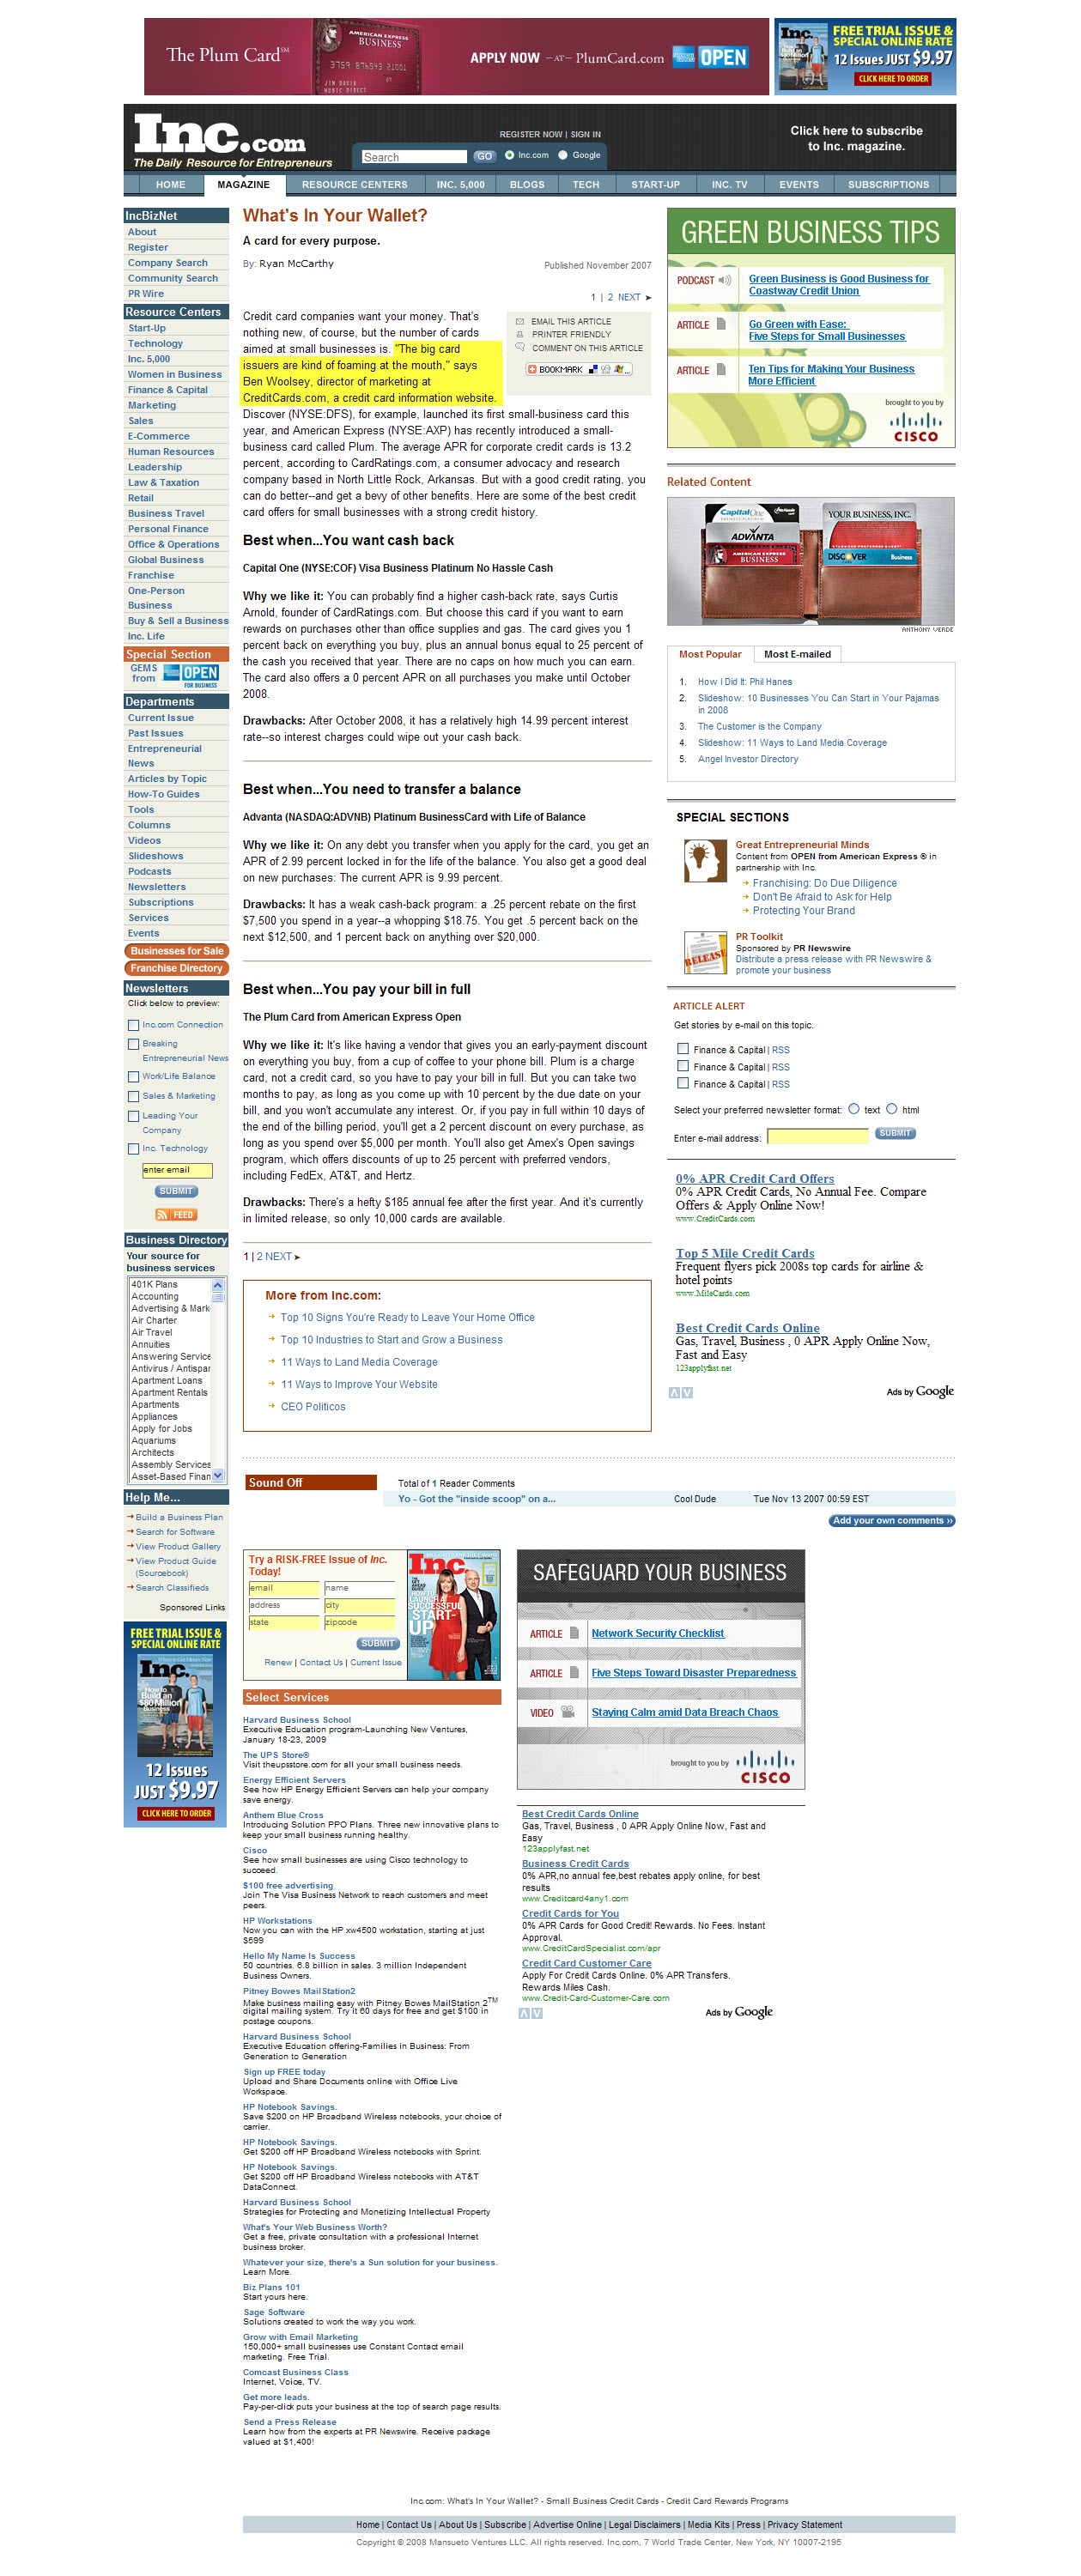 The Plum Card℠
AMERICAN EXPRESS
BUSINESS
3759 876543 21001
APPLY NOW —AT— PlumCard.com
OPEN
Inc.
FREE TRIAL ISSUE &
SPECIAL ONLINE RATE
12 Issues JUST $9.97
CLICK HERE TO ORDER
Inc.com
The Daily Resource for Entrepreneurs
REGISTER NOW | SIGN IN
Search
GO
Inc.com
Google
Click here to subscribe
to Inc. magazine.
HOME
MAGAZINE
RESOURCE CENTERS
INC. 5,000
BLOGS
TECH
START-UP
INC. TV
EVENTS
SUBSCRIPTIONS
IncBizNet
About
Register
Company Search
Community Search
PR Wire
Resource Centers
Start-Up
Technology
Inc. 5,000
Women in Business
Finance & Capital
Marketing
Sales
E-Commerce
Human Resources
Leadership
Law & Taxation
Retail
Business Travel
Personal Finance
Office & Operations
Global Business
Franchise
One-Person
Business
Buy & Sell a Business
Inc. Life
Special Section
GEMS
from
OPEN
FOR BUSINESS
Departments
Current Issue
Past Issues
Entrepreneurial
News
Articles by Topic
How-To Guides
Tools
Columns
Videos
Slideshows
Podcasts
Newsletters
Subscriptions
Services
Events
Businesses for Sale
Franchise Directory
Newsletters
Click below to preview:
Inc.com Connection
Breaking
Entrepreneurial News
Work/Life Balance
Sales & Marketing
Leading Your
Company
Inc. Technology
enter email
SUBMIT
FEED
Business Directory
Your source for
business services
401K Plans
Accounting
Advertising & Mark
Air Charter
Air Travel
Annuities
Answering Service
Antivirus / Antispar
Apartment Loans
Apartment Rentals
Apartments
Appliances
Apply for Jobs
Aquariums
Architects
Assembly Services
Asset-Based Finan
Help Me...
Build a Business Plan
Search for Software
View Product Gallery
View Product Guide
(Sourcebook)
Search Classifieds
Sponsored Links
FREE TRIAL ISSUE &
SPECIAL ONLINE RATE
Inc.
How to
Build an
$80 Million
Business
12 Issues
JUST $9.97
CLICK HERE TO ORDER
What's In Your Wallet?
A card for every purpose.
By: Ryan McCarthy
Published November 2007
1 | 2 NEXT
EMAIL THIS ARTICLE
PRINTER FRIENDLY
COMMENT ON THIS ARTICLE
BOOKMARK
Credit card companies want your money. That's
nothing new, of course, but the number of cards
aimed at small businesses is. "The big card
issuers are kind of foaming at the mouth," says
Ben Woolsey, director of marketing at
CreditCards.com, a credit card information website.
Discover (NYSE:DFS), for example, launched its first small-business card this
year, and American Express (NYSE:AXP) has recently introduced a small-
business card called Plum. The average APR for corporate credit cards is 13.2
percent, according to CardRatings.com, a consumer advocacy and research
company based in North Little Rock, Arkansas. But with a good credit rating, you
can do better--and get a bevy of other benefits. Here are some of the best credit
card offers for small businesses with a strong credit history.
Best when...You want cash back
Capital One (NYSE:COF) Visa Business Platinum No Hassle Cash
Why we like it: You can probably find a higher cash-back rate, says Curtis
Arnold, founder of CardRatings.com. But choose this card if you want to earn
rewards on purchases other than office supplies and gas. The card gives you 1
percent back on everything you buy, plus an annual bonus equal to 25 percent of
the cash you received that year. There are no caps on how much you can earn.
The card also offers a 0 percent APR on all purchases you make until October
2008.
Drawbacks: After October 2008, it has a relatively high 14.99 percent interest
rate--so interest charges could wipe out your cash back.
Best when...You need to transfer a balance
Advanta (NASDAQ:ADVNB) Platinum BusinessCard with Life of Balance
Why we like it: On any debt you transfer when you apply for the card, you get an
APR of 2.99 percent locked in for the life of the balance. You also get a good deal
on new purchases: The current APR is 9.99 percent.
Drawbacks: It has a weak cash-back program: a .25 percent rebate on the first
$7,500 you spend in a year--a whopping $18.75. You get .5 percent back on the
next $12,500, and 1 percent back on anything over $20,000.
Best when...You pay your bill in full
The Plum Card from American Express Open
Why we like it: It's like having a vendor that gives you an early-payment discount
on everything you buy, from a cup of coffee to your phone bill. Plum is a charge
card, not a credit card, so you have to pay your bill in full. But you can take two
months to pay, as long as you come up with 10 percent by the due date on your
bill, and you won't accumulate any interest. Or, if you pay in full within 10 days of
the end of the billing period, you'll get a 2 percent discount on every purchase, as
long as you spend over $5,000 per month. You'll also get Amex's Open savings
program, which offers discounts of up to 25 percent with preferred vendors,
including FedEx, AT&T, and Hertz.
Drawbacks: There's a hefty $185 annual fee after the first year. And it's currently
in limited release, so only 10,000 cards are available.
1 | 2 NEXT
More from Inc.com:
Top 10 Signs You're Ready to Leave Your Home Office
Top 10 Industries to Start and Grow a Business
11 Ways to Land Media Coverage
11 Ways to Improve Your Website
CEO Politicos
GREEN BUSINESS TIPS
PODCAST
Green Business is Good Business for
Coastway Credit Union
ARTICLE
Go Green with Ease:
Five Steps for Small Businesses
ARTICLE
Ten Tips for Making Your Business
More Efficient
brought to you by
CISCO
Related Content
Capital One
ADVANTA
AMERICAN EXPRESS
BUSINESS
YOUR BUSINESS, INC.
DISCOVER
ANTHONY VERDE
Most Popular
Most E-mailed
1. How I Did It: Phil Hanes
2. Slideshow: 10 Businesses You Can Start in Your Pajamas
in 2008
3. The Customer is the Company
4. Slideshow: 11 Ways to Land Media Coverage
5. Angel Investor Directory
SPECIAL SECTIONS
Great Entrepreneurial Minds
Content from OPEN from American Express ® in
partnership with Inc.
Franchising: Do Due Diligence
Don't Be Afraid to Ask for Help
Protecting Your Brand
RELEASE
PR Toolkit
Sponsored by PR Newswire
Distribute a press release with PR Newswire &
promote your business
ARTICLE ALERT
Get stories by e-mail on this topic.
Finance & Capital | RSS
Finance & Capital | RSS
Finance & Capital | RSS
Select your preferred newsletter format: text html
Enter e-mail address:
SUBMIT
0% APR Credit Card Offers
0% APR Credit Cards, No Annual Fee. Compare
Offers & Apply Online Now!
www.CreditCards.com
Top 5 Mile Credit Cards
Frequent flyers pick 2008s top cards for airline &
hotel points
www.MileCards.com
Best Credit Cards Online
Gas, Travel, Business , 0 APR Apply Online Now,
Fast and Easy
123applyfast.net
Ads by Google
Sound Off
Total of 1 Reader Comments
Yo - Got the "inside scoop" on a...
Cool Dude
Tue Nov 13 2007 00:59 EST
Add your own comments ››
Try a RISK-FREE Issue of Inc.
Today!
email
name
address
city
state
zipcode
SUBMIT
Renew | Contact Us | Current Issue
Inc.
HOW TO
LAUNCH A
SUCCESSFUL
START-
UP
Select Services
Harvard Business School
Executive Education program-Launching New Ventures,
January 18-23, 2009
The UPS Store®
Visit theupsstore.com for all your small business needs.
Energy Efficient Servers
See how HP Energy Efficient Servers can help your company
save energy.
Anthem Blue Cross
Introducing Solution PPO Plans. Three new innovative plans to
keep your small business running healthy.
Cisco
See how small businesses are using Cisco technology to
succeed.
$100 free advertising
Join The Visa Business Network to reach customers and meet
peers.
HP Workstations
Now you can with the HP xw4500 workstation, starting at just
$599
Hello My Name Is Success
50 countries. 6.8 billion in sales. 3 million Independent
Business Owners.
Pitney Bowes MailStation2
Make business mailing easy with Pitney Bowes MailStation 2™
digital mailing system. Try it 60 days for free and get $100 in
postage coupons.
Harvard Business School
Executive Education offering-Families in Business: From
Generation to Generation
Sign up FREE today
Upload and Share Documents online with Office Live
Workspace.
HP Notebook Savings.
Save $200 on HP Broadband Wireless notebooks, your choice of
carrier.
HP Notebook Savings.
Get $200 off HP Broadband Wireless notebooks with Sprint.
HP Notebook Savings.
Get $200 off HP Broadband Wireless notebooks with AT&T
DataConnect.
Harvard Business School
Strategies for Protecting and Monetizing Intellectual Property
What's Your Web Business Worth?
Get a free, private consultation with a professional Internet
business broker.
Whatever your size, there's a Sun solution for your business.
Learn More.
Biz Plans 101
Start yours here.
Sage Software
Solutions created to work the way you work.
Grow with Email Marketing
150,000+ small businesses use Constant Contact email
marketing. Free Trial.
Comcast Business Class
Internet, Voice, TV.
Get more leads.
Pay-per-click puts your business at the top of search page results.
Send a Press Release
Learn how from the experts at PR Newswire. Receive package
valued at $1,400!
SAFEGUARD YOUR BUSINESS
ARTICLE
Network Security Checklist
ARTICLE
Five Steps Toward Disaster Preparedness
VIDEO
Staying Calm amid Data Breach Chaos
brought to you by
CISCO
Best Credit Cards Online
Gas, Travel, Business , 0 APR Apply Online Now, Fast and
Easy
123applyfast.net
Business Credit Cards
0% APR,no annual fee,best rebates apply online, for best
results
www.Creditcard4any1.com
Credit Cards for You
0% APR Cards for Good Credit! Rewards. No Fees. Instant
Approval.
www.CreditCardSpecialist.com/apr
Credit Card Customer Care
Apply For Credit Cards Online. 0% APR Transfers.
Rewards Miles Cash.
www.Credit-Card-Customer-Care.com
Ads by Google
Inc.com: What's In Your Wallet? - Small Business Credit Cards - Credit Card Rewards Programs
Home | Contact Us | About Us | Subscribe | Advertise Online | Legal Disclaimers | Media Kits | Press | Privacy Statement
Copyright © 2008 Mansueto Ventures LLC. All rights reserved. Inc.com, 7 World Trade Center, New York, NY 10007-2195